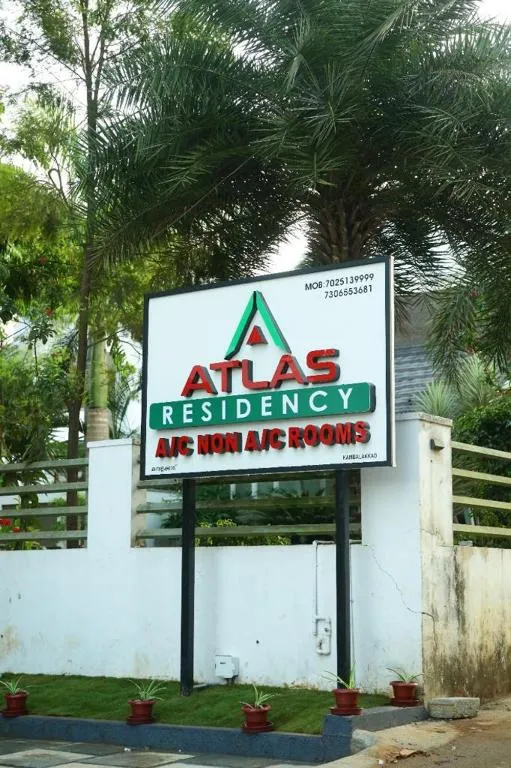 MOB:7025139999
7306553681
ATLAS
RESIDENCY
A/C NON A/C ROOMS
KAMBALAKKAD